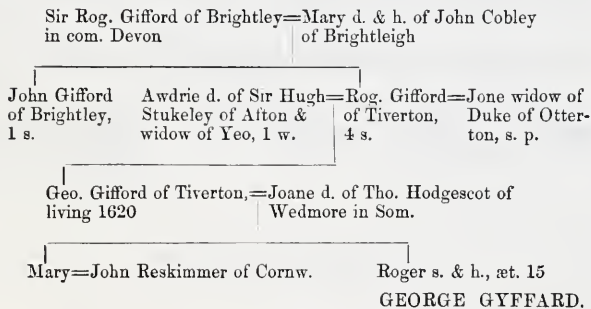 Sir Rog. Gifford of Brightley=Mary d. & h. of John Cobley
in com. Devon of Brightleigh
John Gifford Awdrie d. of Sir Hugh=Rog. Gifford=Jone widow of
of Brightley, Stukeley of Afton & of Tiverton, Duke of Otter-
1 s. widow of Yeo, 1 w. 4 s. ton, s. p.
Geo. Gifford of Tiverton,=Joane d. of Tho. Hodgescot of
living 1620 Wedmore in Som.
Mary=John Reskimmer of Cornw. Roger s. & h., æt. 15
GEORGE GYFFARD.